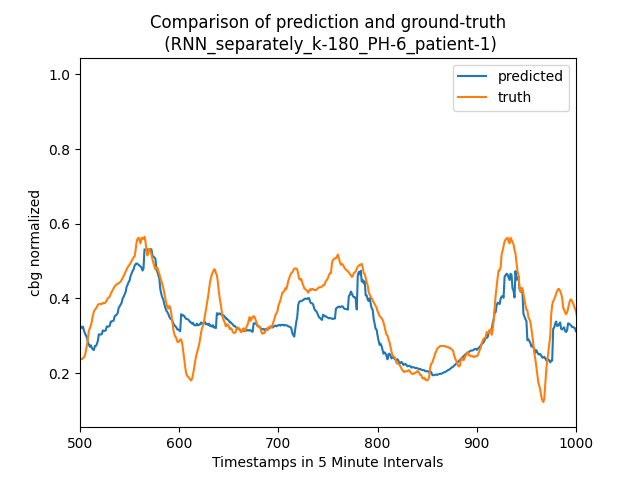 Comparison of prediction and ground-truth
(RNN_separately_k-180_PH-6_patient-1)
predicted
truth
cbg normalized
1.0
0.8
0.6
0.4
0.2
500 600 700 800 900 1000
Timestamps in 5 Minute Intervals